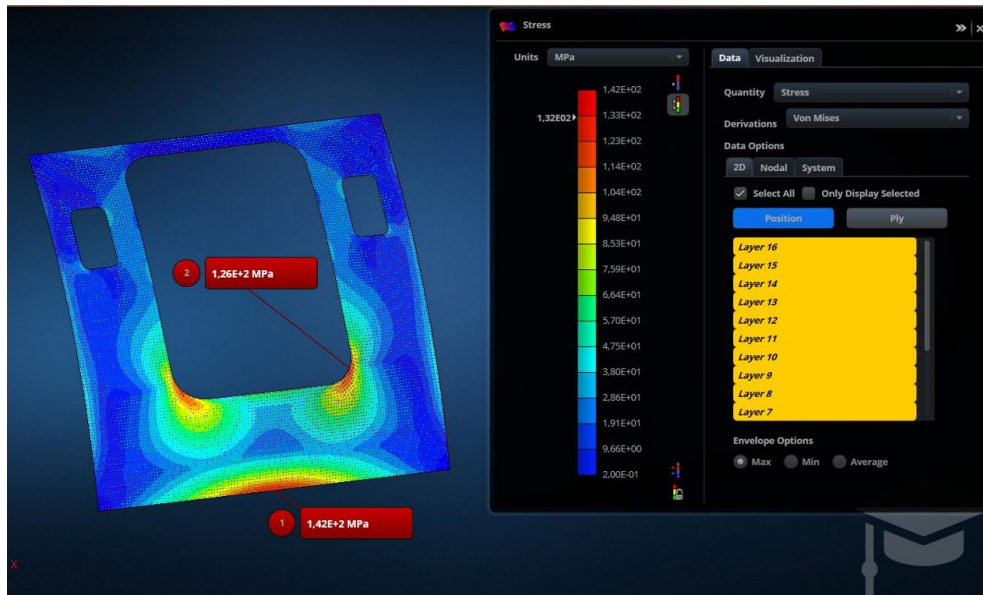 Stress
Units MPa
1,42E+02
1,32E02
1,33E+02
1,23E+02
1,14E+02
1,04E+02
9,48E+01
8,53E+01
7,59E+01
6,64E+01
5,70E+01
4,75E+01
3,80E+01
2,86E+01
1,91E+01
9,66E+00
2,00E-01
Data Visualization
Quantity Stress
Derivations Von Mises
Data Options
2D Nodal System
Select All Only Display Selected
Position Ply
Layer 16
Layer 15
Layer 14
Layer 13
Layer 12
Layer 11
Layer 10
Layer 9
Layer 8
Layer 7
Envelope Options
Max Min Average
2 1,26E+2 MPa
1 1,42E+2 MPa
X